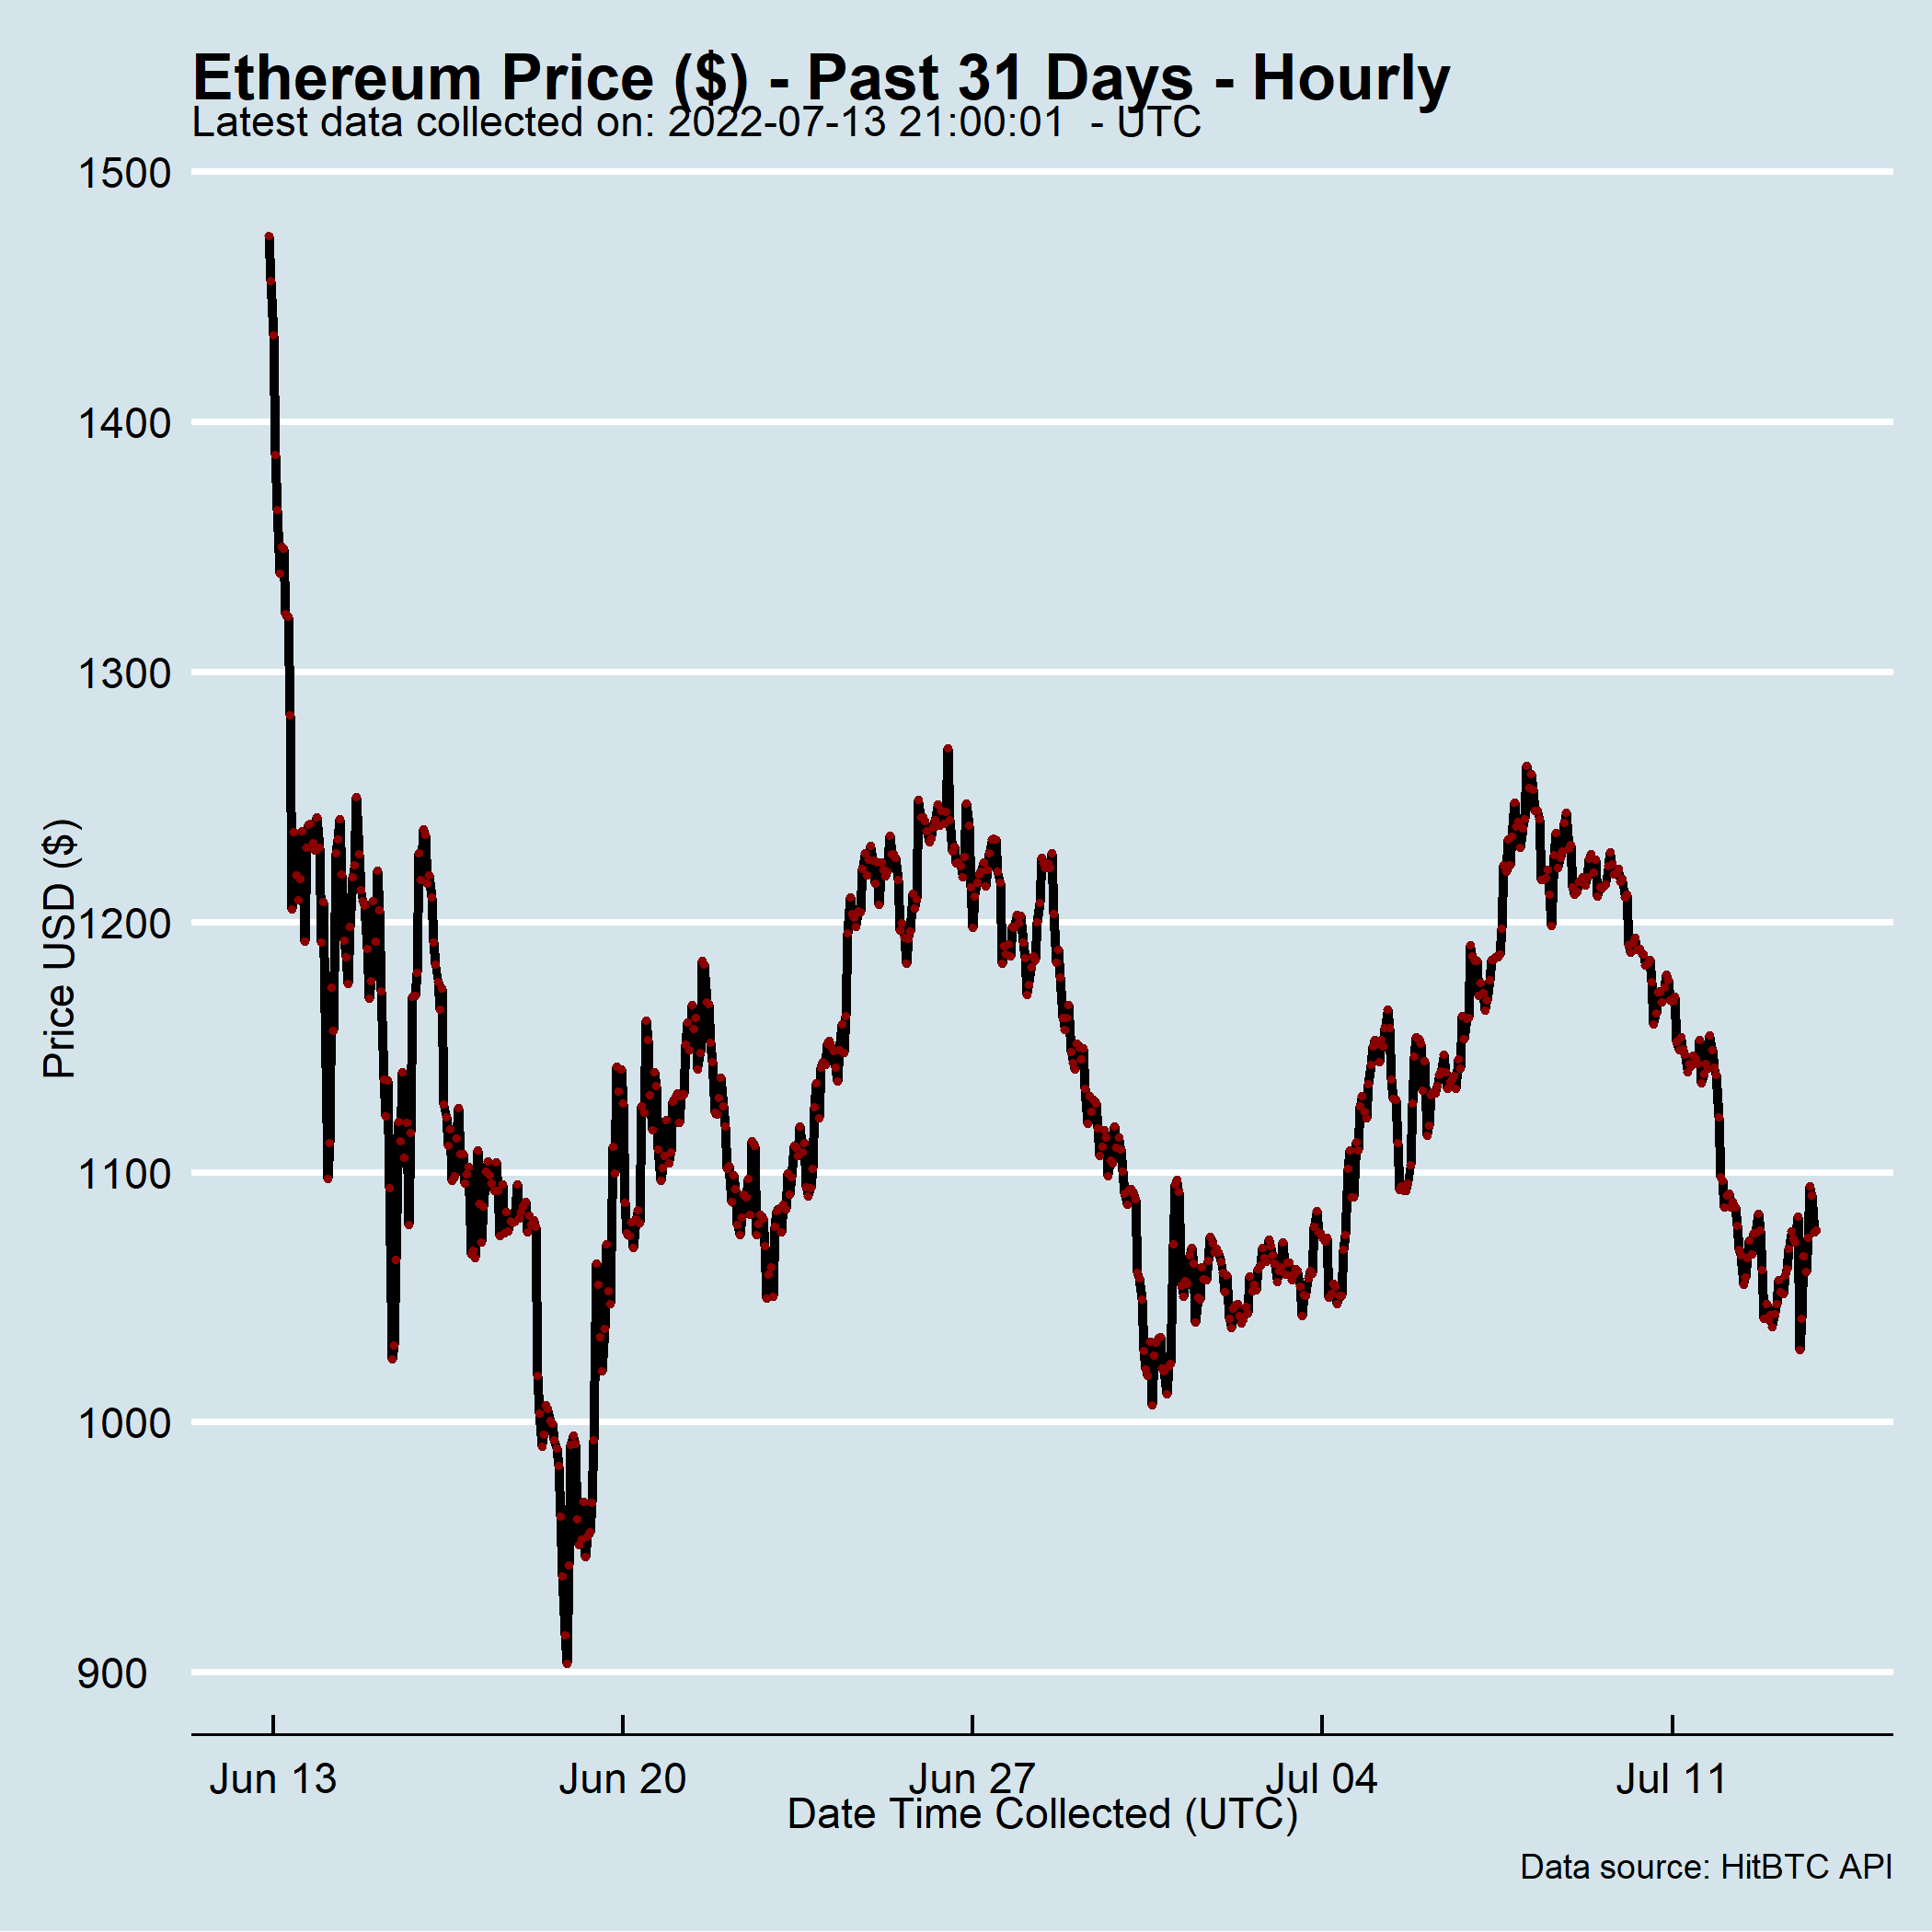 Ethereum Price ($) - Past 31 Days - Hourly
Latest data collected on: 2022-07-13 21:00:01  - UTC
1500
1400
1300
1200
1100
1000
900
Price USD ($)
Jun 13 Jun 20 Jun 27 Jul 04 Jul 11
Date Time Collected (UTC)
Data source: HitBTC API